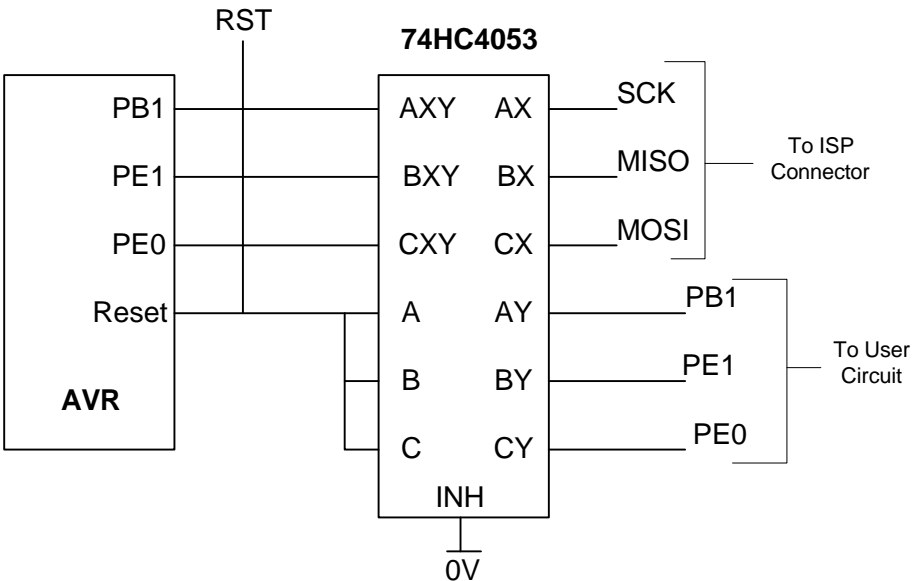 RST
74HC4053
PB1
PE1
PE0
Reset
AVR
AXY
BXY
CXY
A
B
C
AX
BX
CX
AY
BY
CY
INH
0V
SCK
MISO
MOSI
To ISP
Connector
PB1
PE1
PE0
To User
Circuit